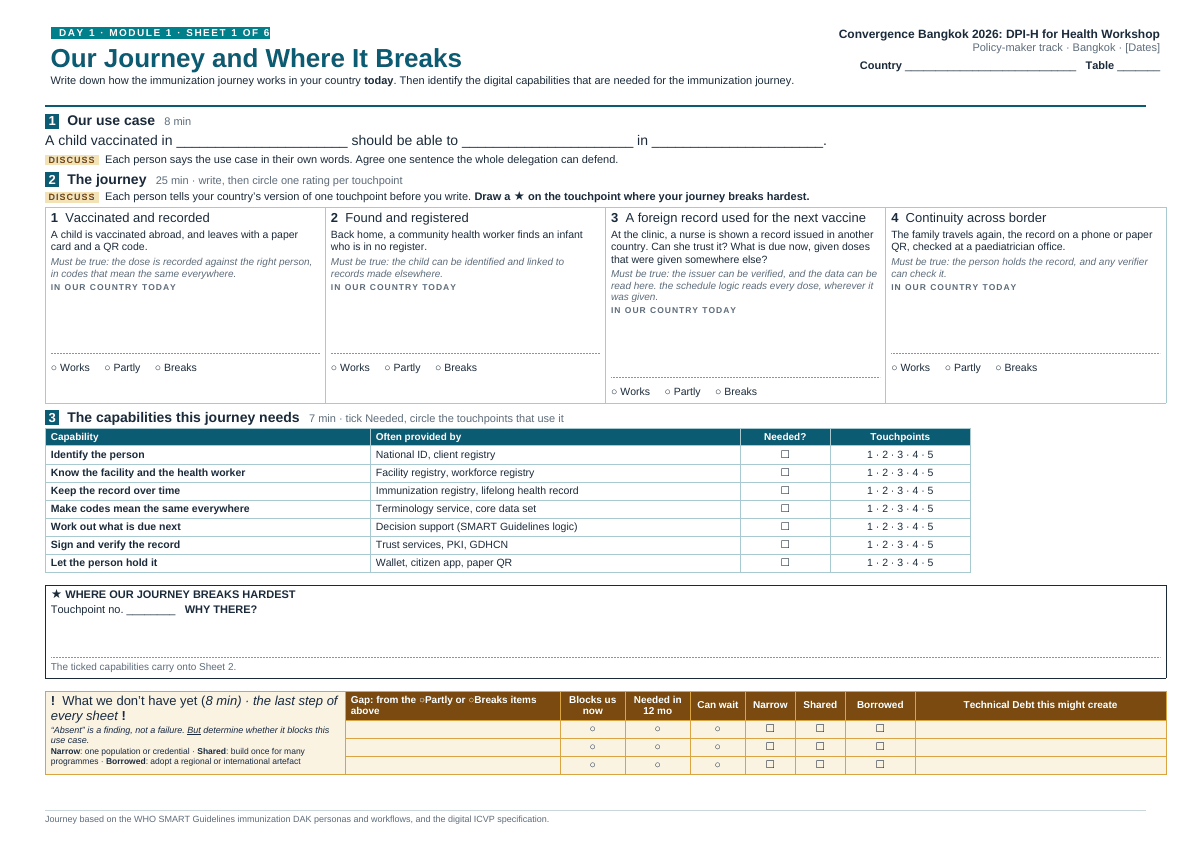 DAY 1 · MODULE 1 · SHEET 1 OF 6
Our Journey and Where It Breaks
Write down how the immunization journey works in your country today. Then identify the digital capabilities that are needed for the immunization journey.
Convergence Bangkok 2026: DPI-H for Health Workshop
Policy-maker track · Bangkok · [Dates]
Country ____________________________ Table _______
1 Our use case 8 min
A child vaccinated in ______________________ should be able to ______________________ in ______________________.
DISCUSS Each person says the use case in their own words. Agree one sentence the whole delegation can defend.
2 The journey 25 min · write, then circle one rating per touchpoint
DISCUSS Each person tells your country’s version of one touchpoint before you write. Draw a ★ on the touchpoint where your journey breaks hardest.
1 Vaccinated and recorded
A child is vaccinated abroad, and leaves with a paper
card and a QR code.
Must be true: the dose is recorded against the right person,
in codes that mean the same everywhere.
IN OUR COUNTRY TODAY
○ Works ○ Partly ○ Breaks
2 Found and registered
Back home, a community health worker finds an infant
who is in no register.
Must be true: the child can be identified and linked to
records made elsewhere.
IN OUR COUNTRY TODAY
○ Works ○ Partly ○ Breaks
3 A foreign record used for the next vaccine
At the clinic, a nurse is shown a record issued in another
country. Can she trust it? What is due now, given doses
that were given somewhere else?
Must be true: the issuer can be verified, and the data can be
read here. the schedule logic reads every dose, wherever it
was given.
IN OUR COUNTRY TODAY
○ Works ○ Partly ○ Breaks
4 Continuity across border
The family travels again, the record on a phone or paper
QR, checked at a paediatrician office.
Must be true: the person holds the record, and any verifier
can check it.
IN OUR COUNTRY TODAY
○ Works ○ Partly ○ Breaks
3 The capabilities this journey needs 7 min · tick Needed, circle the touchpoints that use it
Capability Often provided by Needed? Touchpoints
Identify the person National ID, client registry ☐ 1 · 2 · 3 · 4 · 5
Know the facility and the health worker Facility registry, workforce registry ☐ 1 · 2 · 3 · 4 · 5
Keep the record over time Immunization registry, lifelong health record ☐ 1 · 2 · 3 · 4 · 5
Make codes mean the same everywhere Terminology service, core data set ☐ 1 · 2 · 3 · 4 · 5
Work out what is due next Decision support (SMART Guidelines logic) ☐ 1 · 2 · 3 · 4 · 5
Sign and verify the record Trust services, PKI, GDHCN ☐ 1 · 2 · 3 · 4 · 5
Let the person hold it Wallet, citizen app, paper QR ☐ 1 · 2 · 3 · 4 · 5
★ WHERE OUR JOURNEY BREAKS HARDEST
Touchpoint no. ________ WHY THERE?
The ticked capabilities carry onto Sheet 2.
! What we don’t have yet (8 min) · the last step of
every sheet !
“Absent” is a finding, not a failure. But determine whether it blocks this
use case.
Narrow: one population or credential · Shared: build once for many
programmes · Borrowed: adopt a regional or international artefact
Gap: from the ○Partly or ○Breaks items
above
Blocks us
now
Needed in
12 mo
Can wait
Narrow
Shared
Borrowed
Technical Debt this might create
○ ○ ○ ☐ ☐ ☐
○ ○ ○ ☐ ☐ ☐
○ ○ ○ ☐ ☐ ☐
Journey based on the WHO SMART Guidelines immunization DAK personas and workflows, and the digital ICVP specification.